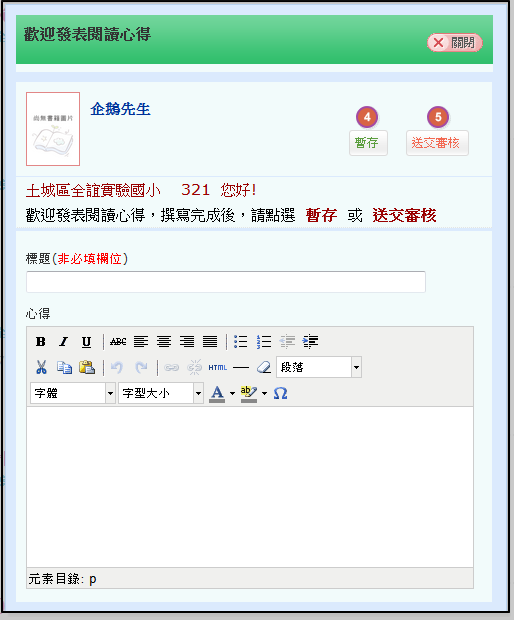 歡迎發表閱讀心得
關閉
尚無書籍圖片
企鵝先生
4
5
暫存
送交審核
土城區全誼實驗國小 321 您好!
歡迎發表閱讀心得，撰寫完成後，請點選 暫存 或 送交審核
標題(非必填欄位)
心得
B I U ABC
HTML
段落
字體
字型大小
A
ab
Ω
元素目錄: p